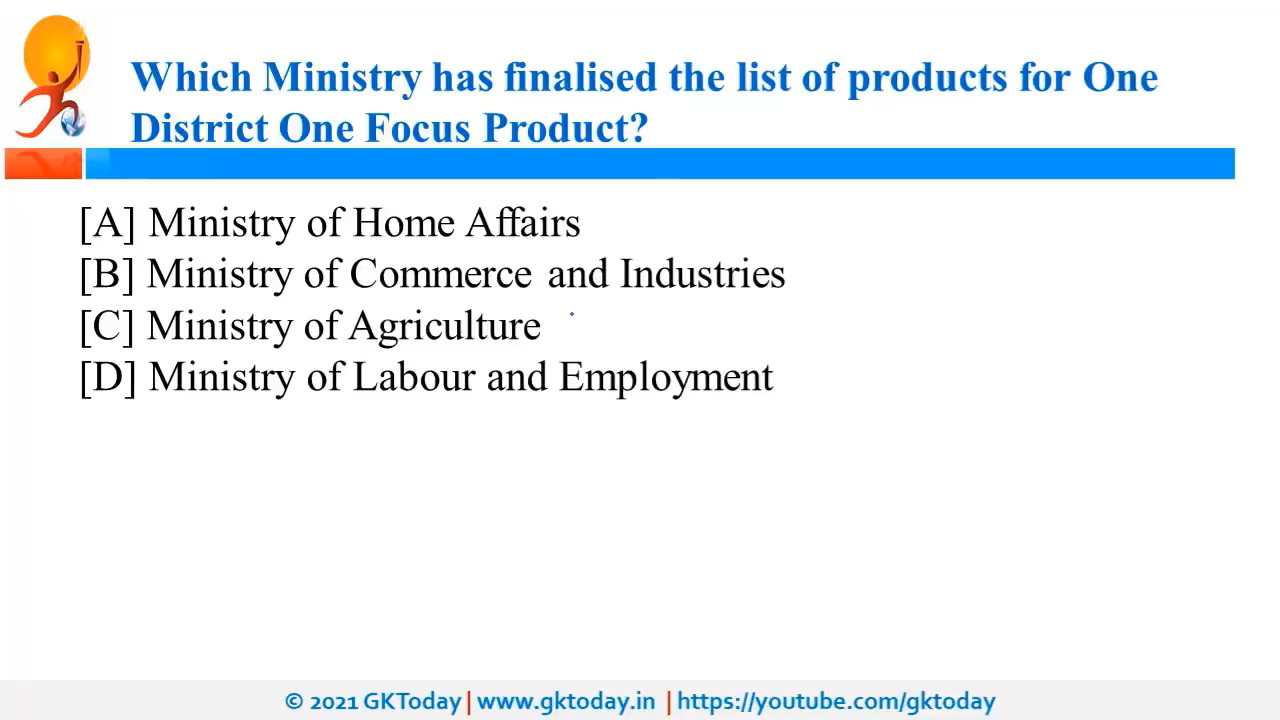 Which Ministry has finalised the list of products for One
District One Focus Product?
[A] Ministry of Home Affairs
[B] Ministry of Commerce and Industries
[C] Ministry of Agriculture
[D] Ministry of Labour and Employment
© 2021 GKToday | www.gktoday.in | https://youtube.com/gktoday